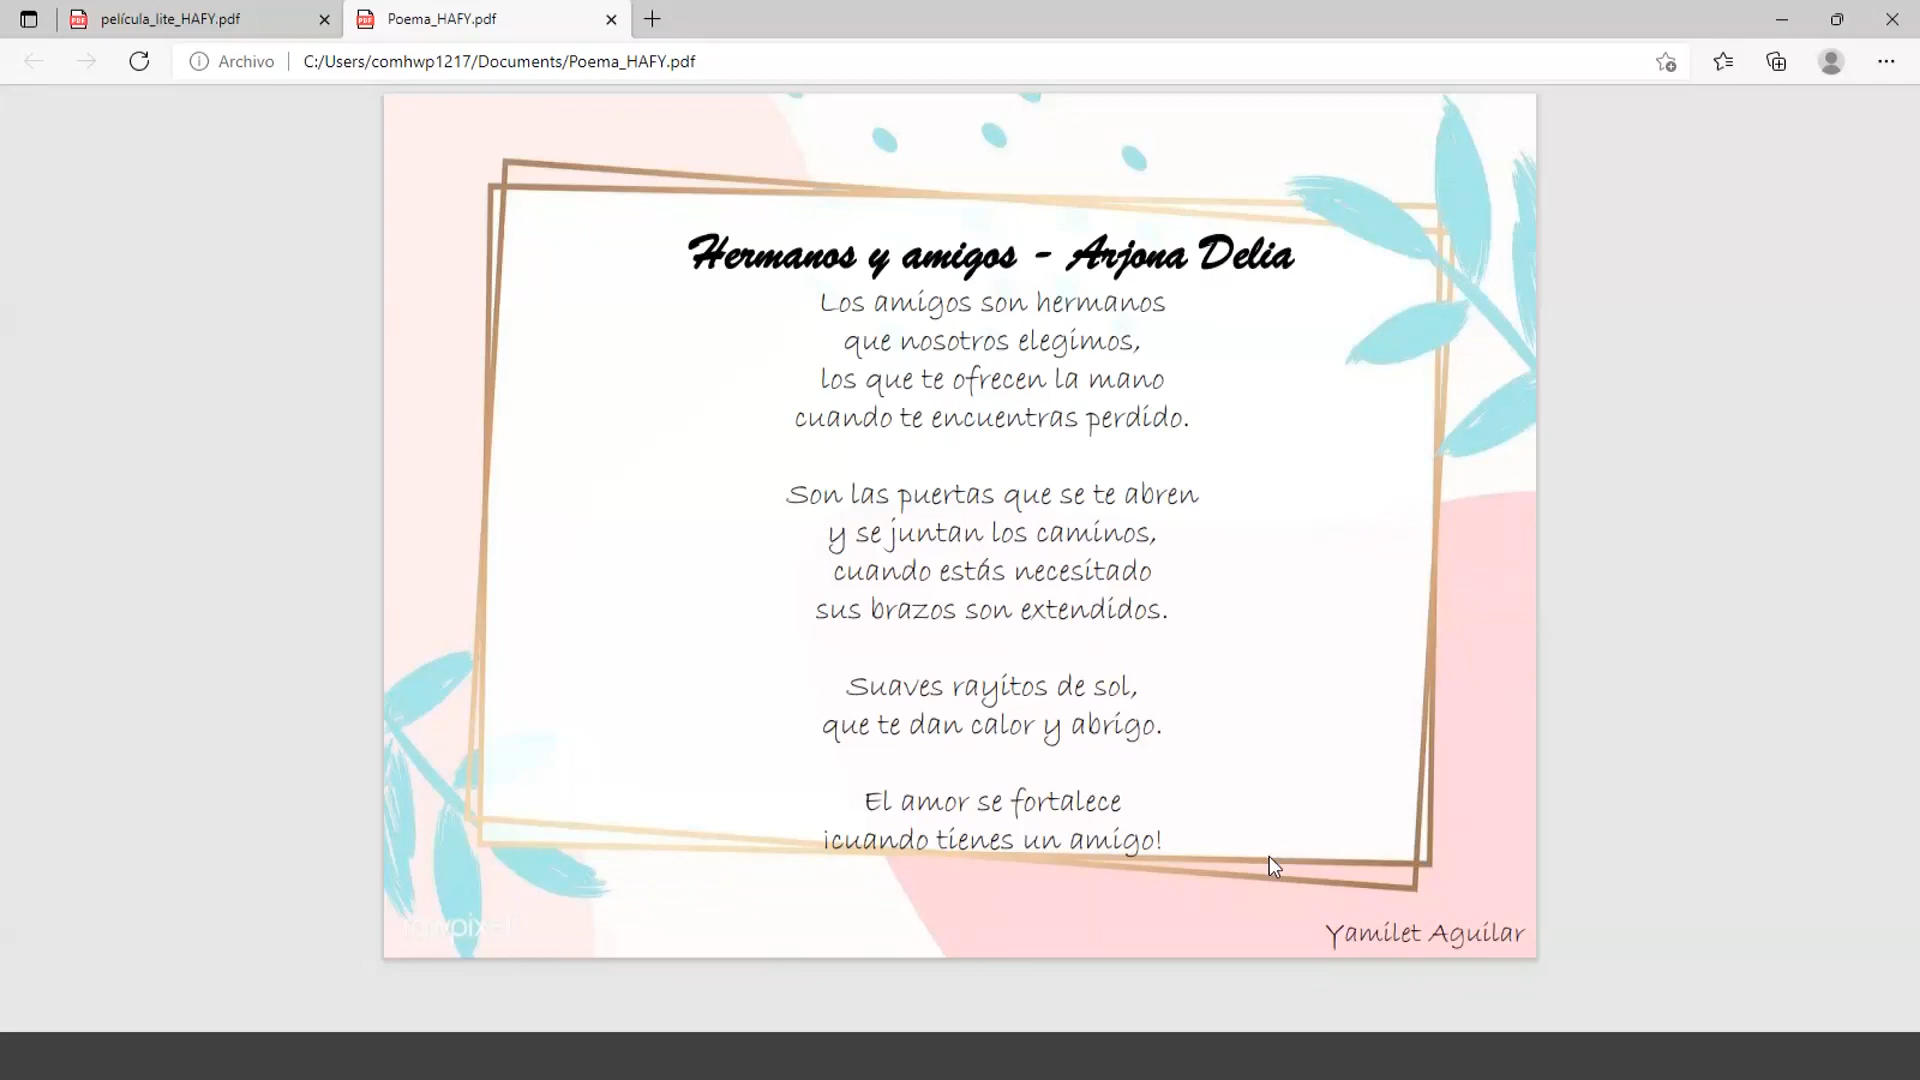 película_lite_HAFY.pdf
Poema_HAFY.pdf
Archivo
C:/Users/comhwp1217/Documents/Poema_HAFY.pdf
Hermanos y amigos - Arjona Delia
Los amigos son hermanos
que nosotros elegimos,
los que te ofrecen la mano
cuando te encuentras perdido.
Son las puertas que se te abren
y se juntan los caminos,
cuando estás necesitado
sus brazos son extendidos.
Suaves rayitos de sol,
que te dan calor y abrigo.
El amor se fortalece
¡cuando tienes un amigo!
rawpixel
Yamilet Aguilar